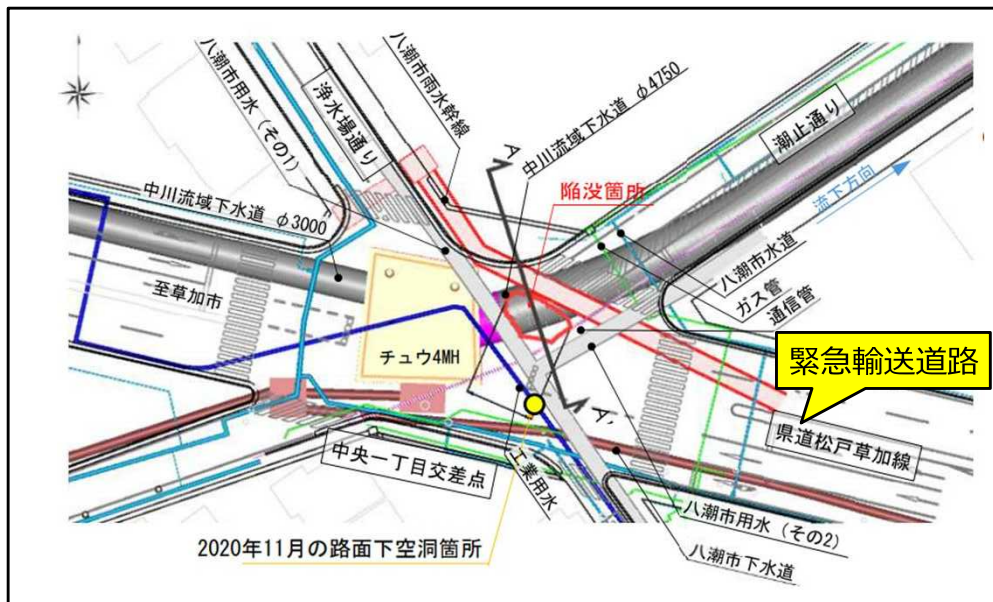 八潮市用水（その1）
浄水場通り
八潮市雨水幹線
中川流域下水道 φ4750
潮止通り
A
陥没箇所
流下方向
中川流域下水道
φ3000
八潮市水道
ガス管
通信管
至草加市
チュウ4MH
緊急輸送道路
A'
県道松戸草加線
中央一丁目交差点
工業用水
八潮市用水（その2）
八潮市下水道
2020年11月の路面下空洞箇所